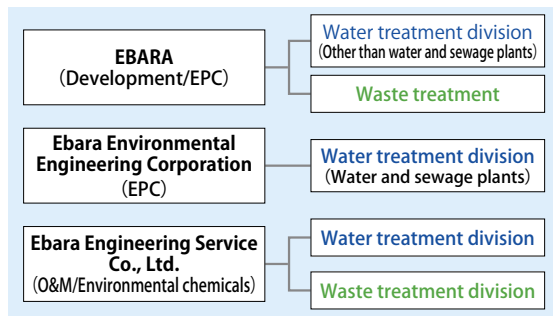 EBARA
(Development/EPC)
Water treatment division
(Other than water and sewage plants)
Waste treatment
Ebara Environmental
Engineering Corporation
(EPC)
Water treatment division
(Water and sewage plants)
Ebara Engineering Service
Co., Ltd.
(O&M/Environmental chemicals)
Water treatment division
Waste treatment division